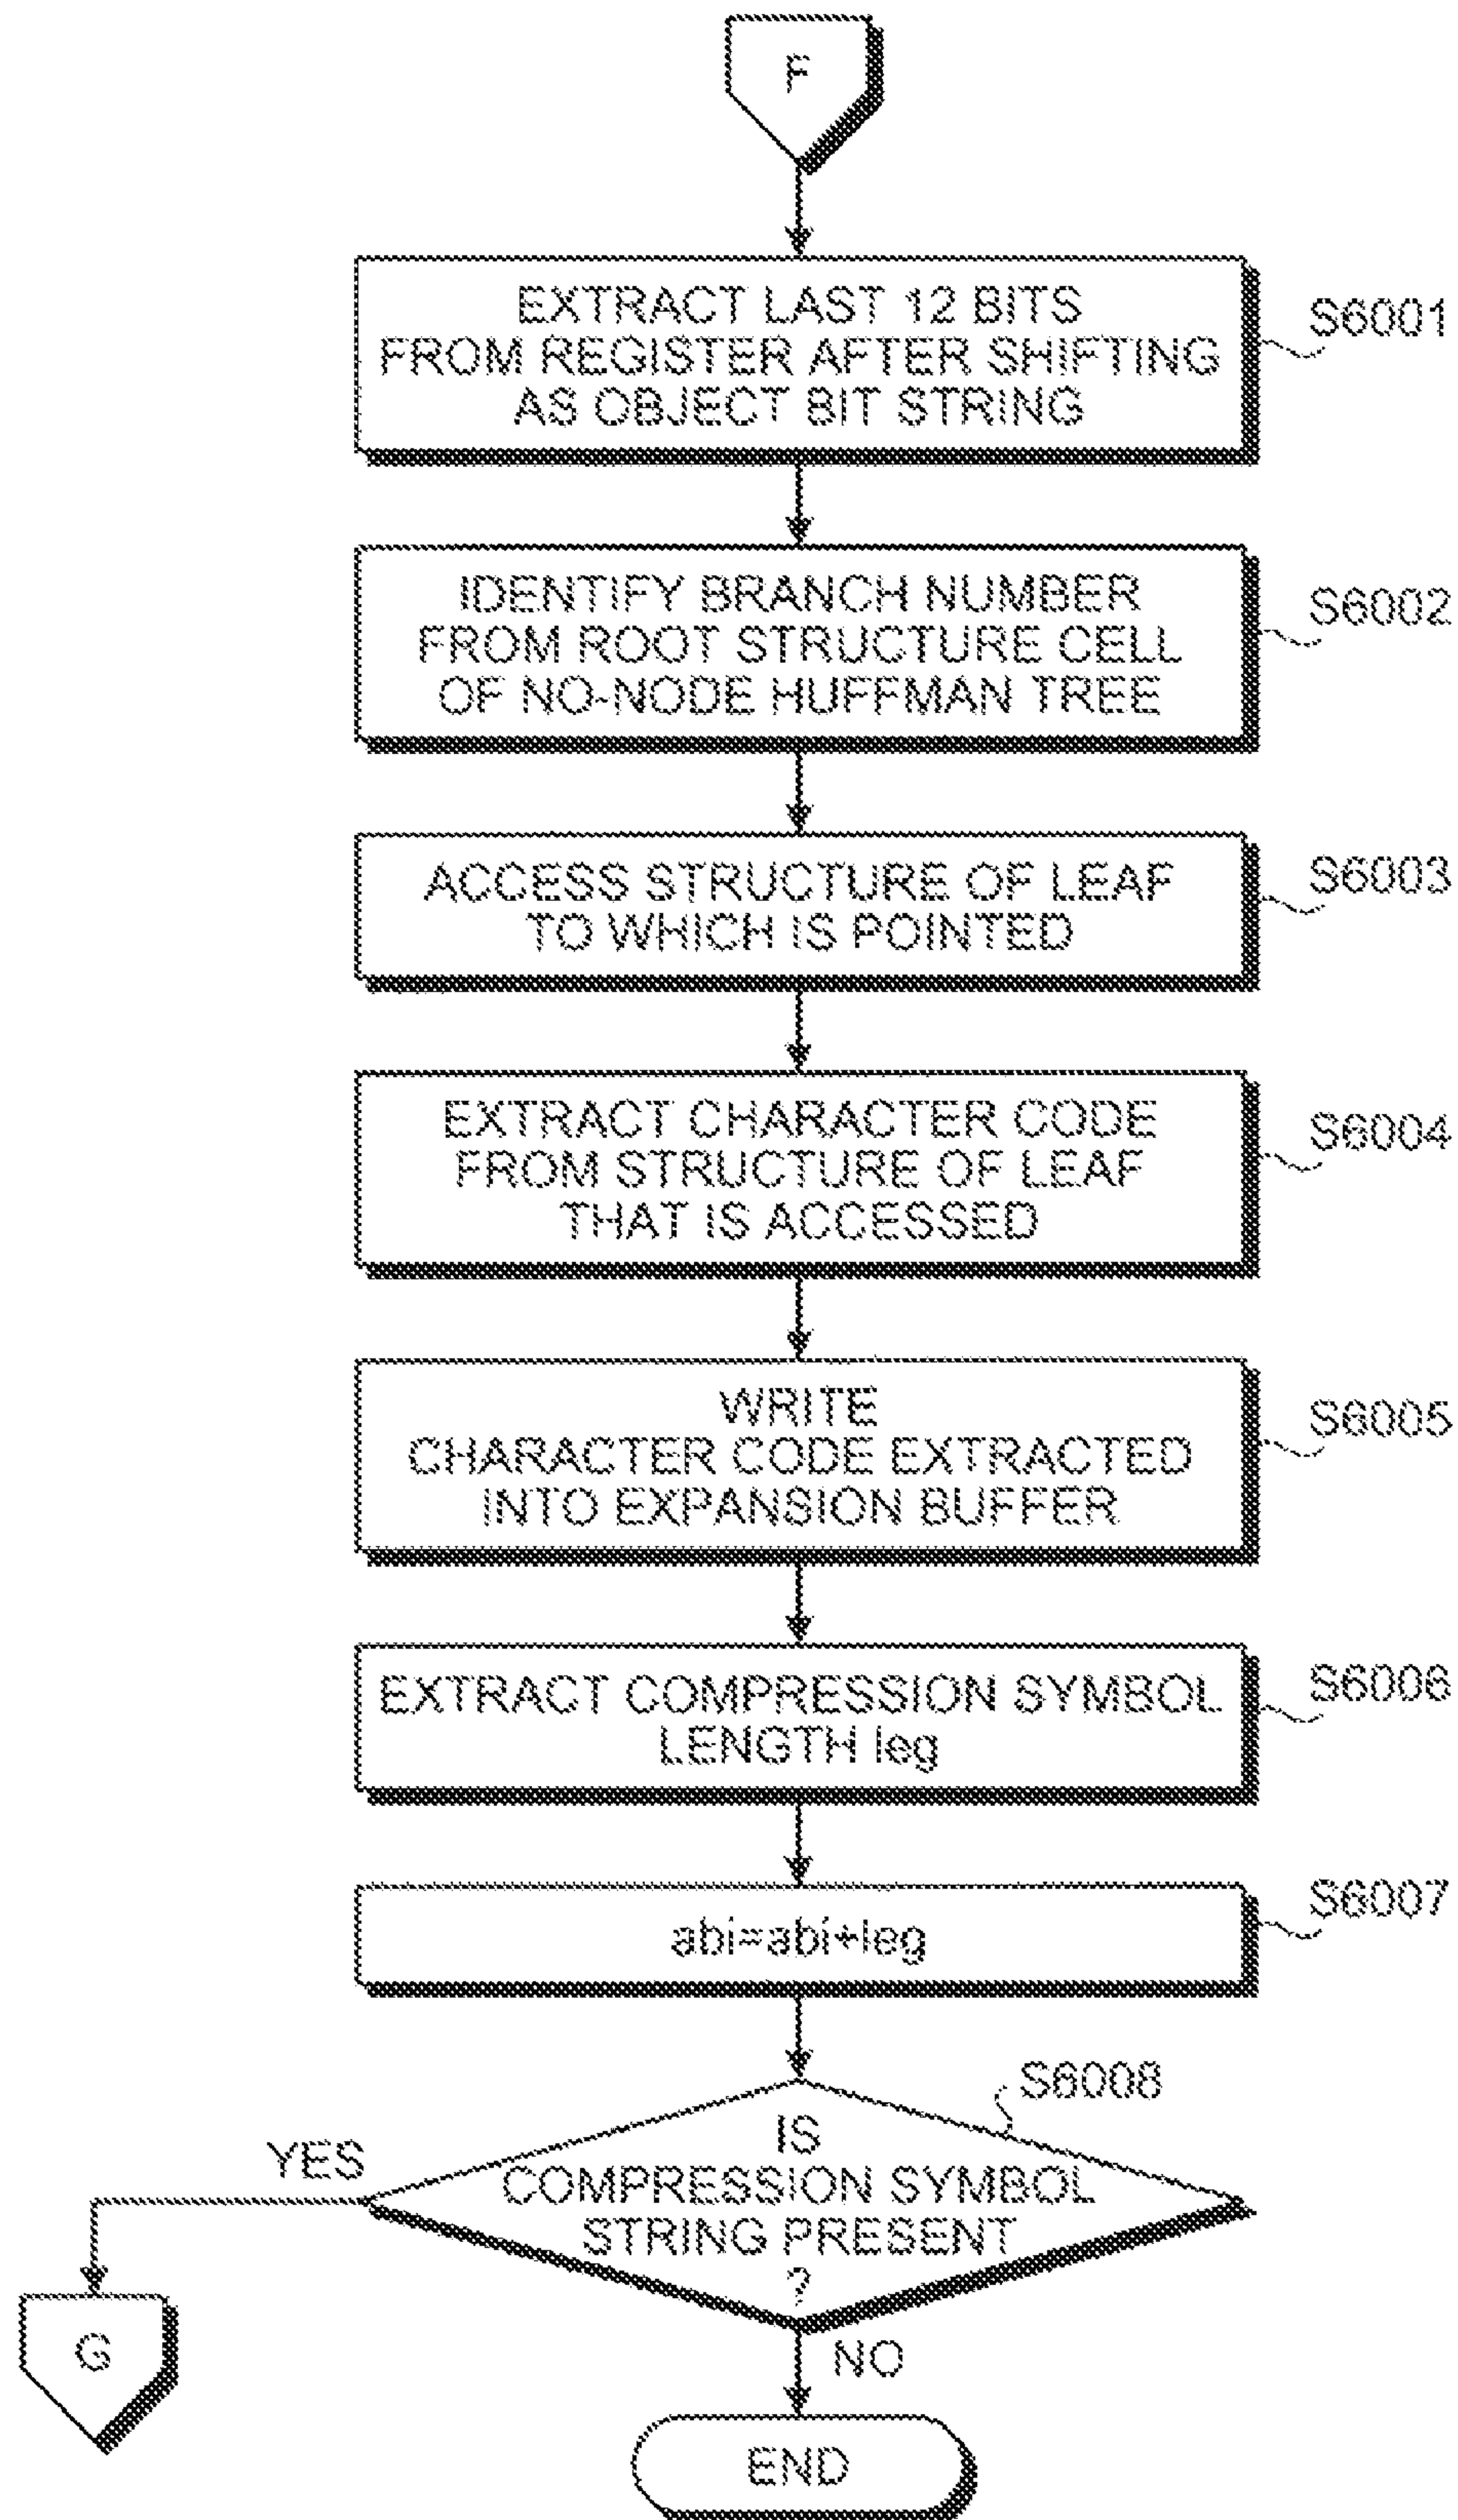 F
EXTRACT LAST 12 BITS
FROM REGISTER AFTER SHIFTING
AS OBJECT BIT STRING
S6001
IDENTIFY BRANCH NUMBER
FROM ROOT STRUCTURE CELL
OF NO-NODE HUFFMAN TREE
S6002
ACCESS STRUCTURE OF LEAF
TO WHICH IS POINTED
S6003
EXTRACT CHARACTER CODE
FROM STRUCTURE OF LEAF
THAT IS ACCESSED
S6004
WRITE
CHARACTER CODE EXTRACTED
INTO EXPANSION BUFFER
S6005
EXTRACT COMPRESSION SYMBOL
LENGTH leg
S6006
abi=abi+leg
S6007
S6008
IS
COMPRESSION SYMBOL
STRING PRESENT
?
YES
G
NO
END